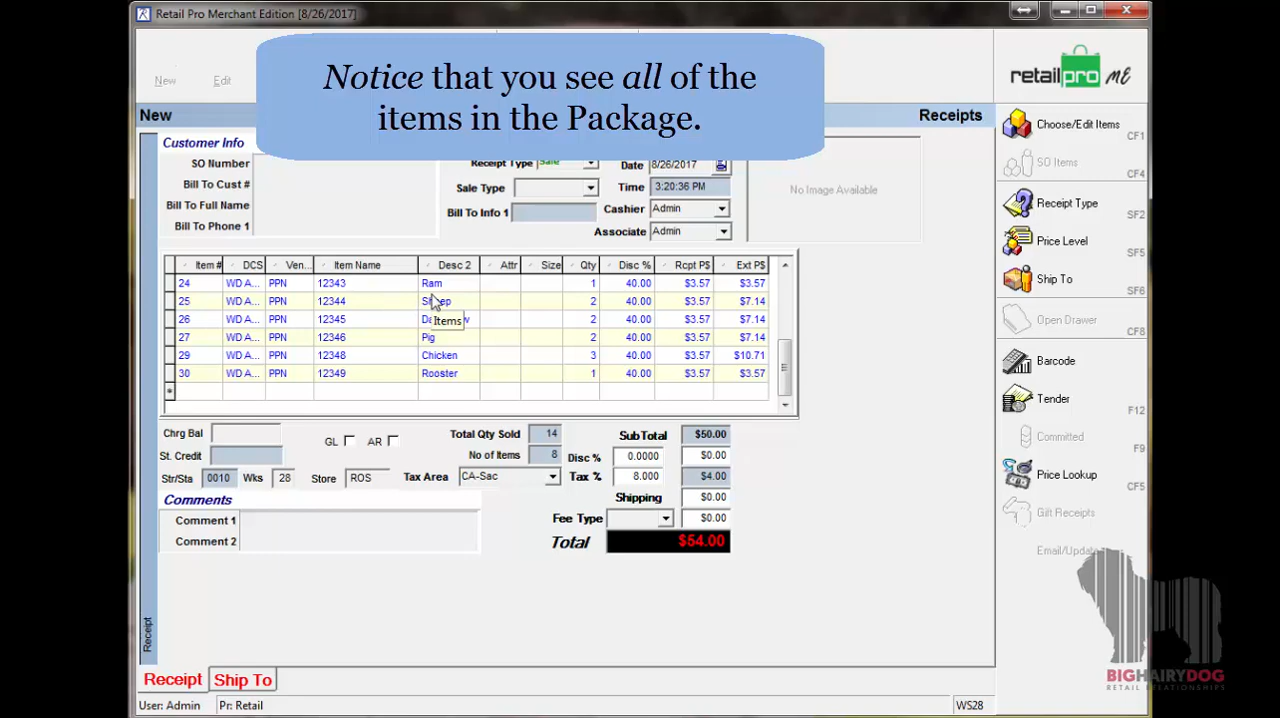 Retail Pro Merchant Edition [8/26/2017]
Notice that you see all of the
items in the Package.
New Edit
retailpro ME
New Receipts
Customer Info
SO Number
Bill To Cust #
Bill To Full Name
Bill To Phone 1
Receipt Type Sale
Sale Type
Bill To Info 1
Date 8/26/2017
Time 3:20:36 PM
Cashier Admin
Associate Admin
No Image Available
Item # DCS Ven... Item Name Desc 2 Attr Size Qty Disc % Rcpt P$ Ext P$
24 WD A... PPN 12343 Ram 1 40.00 $3.57 $3.57
25 WD A... PPN 12344 2 40.00 $3.57 $7.14
26 WD A... PPN 12345 2 40.00 $3.57 $7.14
Items
27 WD A... PPN 12346 Pig 2 40.00 $3.57 $7.14
29 WD A... PPN 12348 Chicken 3 40.00 $3.57 $10.71
30 WD A... PPN 12349 Rooster 1 40.00 $3.57 $3.57
Chrg Bal
St. Credit
GL AR
Str/Sta 0010 Wks 28 Store ROS
Total Qty Sold 14
No of Items 8
Tax Area CA-Sac
SubTotal $50.00
Disc % 0.0000 $0.00
Tax % 8.000 $4.00
Shipping $0.00
Fee Type $0.00
Total $54.00
Comments
Comment 1
Comment 2
Receipt
Receipt Ship To
User: Admin Pr: Retail WS28
Choose/Edit Items CF1
SO Items CF4
Receipt Type SF2
Price Level SF5
Ship To SF6
Open Drawer CF8
Barcode
Tender F12
Committed F9
Price Lookup CF5
Gift Receipts
Email/Update
BIGHAIRYDOG
RETAIL RELATIONSHIPS